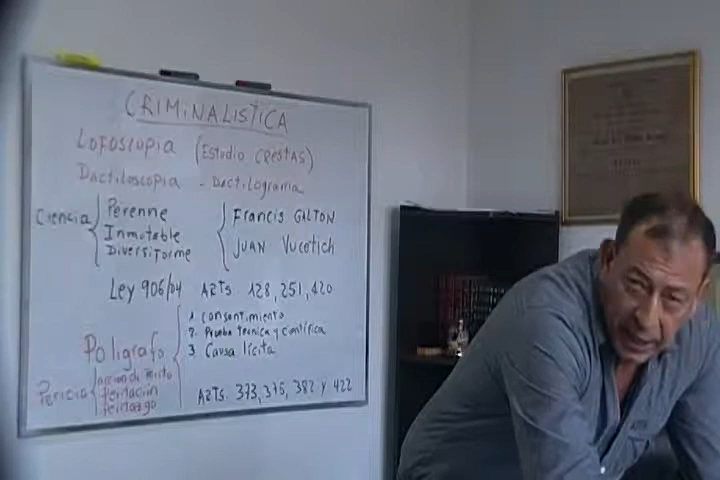 CRIMINALISTICA
LOFOSCOPIA (Estudio CRESTAS)
Dactiloscopia - Dactilograma
Ciencia { Perenne
Inmutable
Diversiforme
{ Francis GALTON
JUAN Vucetich
Ley 906/04 ARTs 128, 251, 420
Poligrafo { 1. Consentimiento
2. Prueba tecnica y cientifica
3. Causa licita
Pericia {
ARTs. 373, 375, 382 y 422